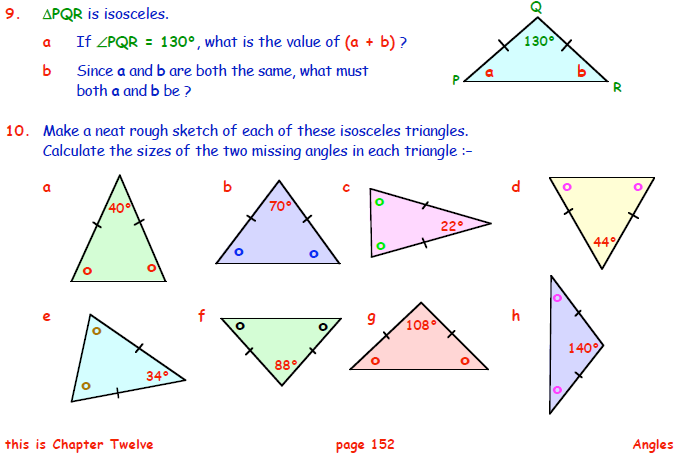 9. ΔPQR is isosceles.
a If ∠PQR = 130°, what is the value of (a + b) ?
b Since a and b are both the same, what must
both a and b be ?
Q
130°
P a b R
10. Make a neat rough sketch of each of these isosceles triangles.
Calculate the sizes of the two missing angles in each triangle :-
a 40° o o
b 70° o o
c o o 22°
d o o 44°
e o o 34°
f o o 88°
g 108° o o
h o o 140°
this is Chapter Twelve page 152 Angles